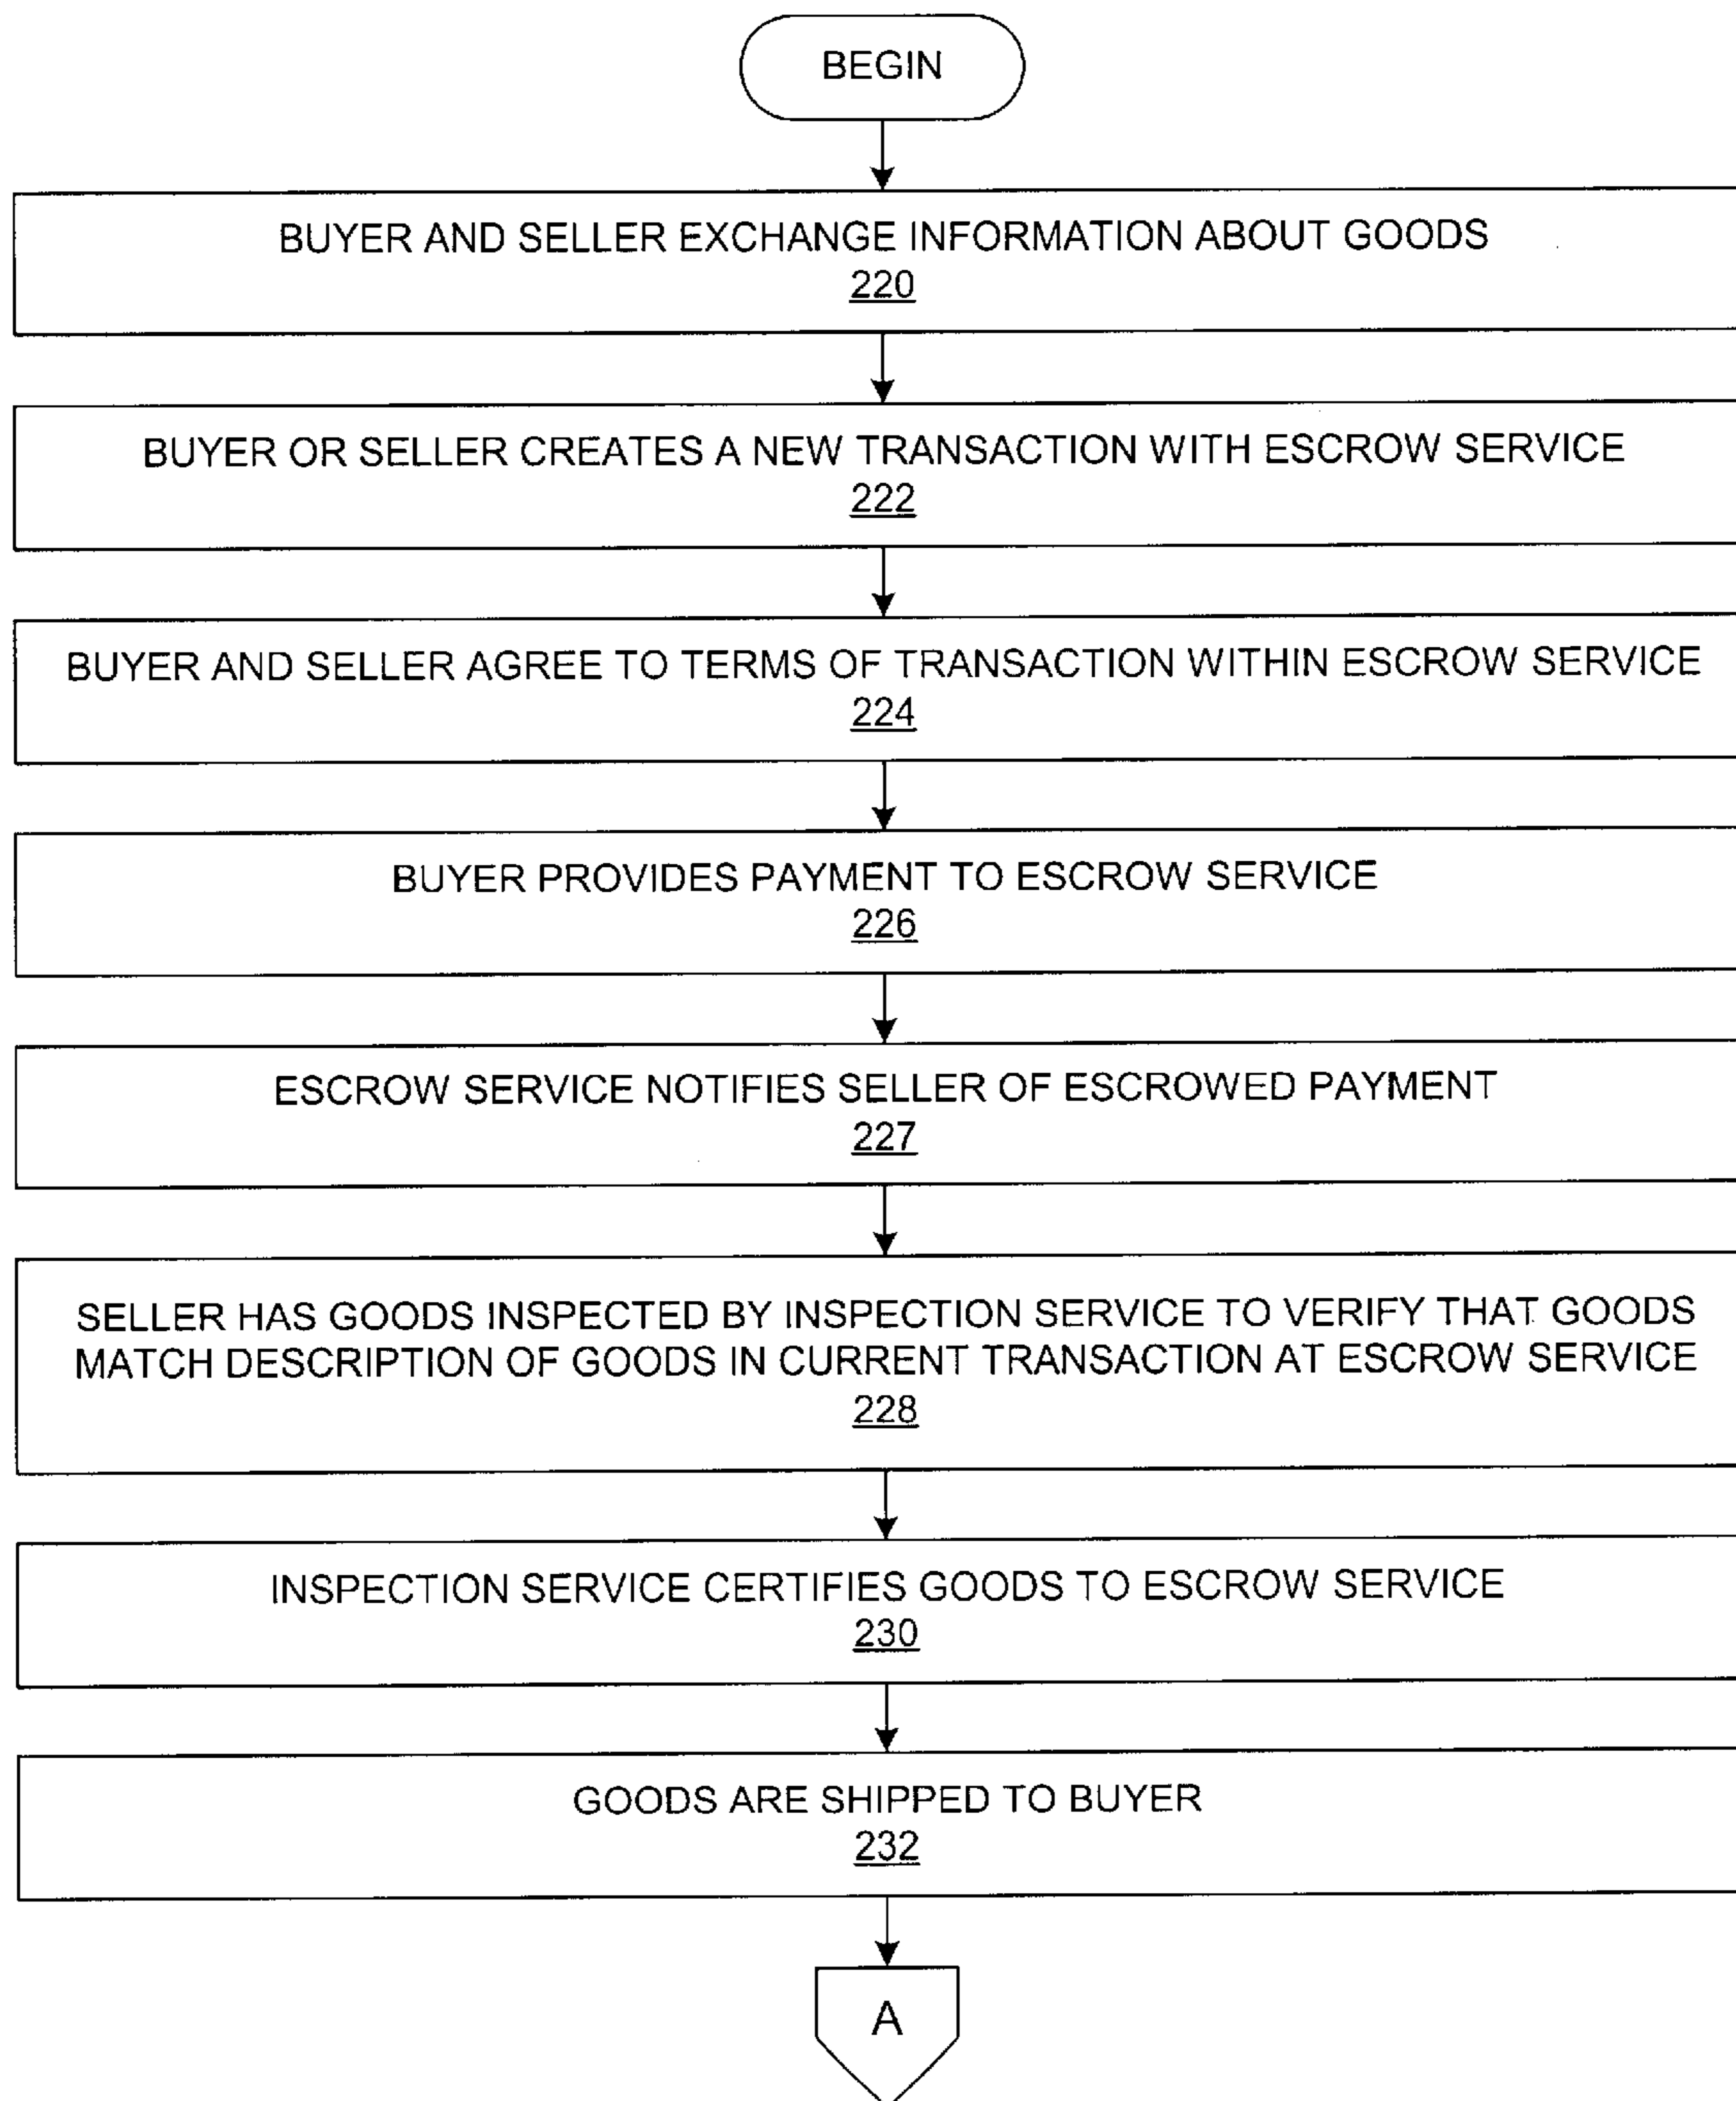 BEGIN
BUYER AND SELLER EXCHANGE INFORMATION ABOUT GOODS
220
BUYER OR SELLER CREATES A NEW TRANSACTION WITH ESCROW SERVICE
222
BUYER AND SELLER AGREE TO TERMS OF TRANSACTION WITHIN ESCROW SERVICE
224
BUYER PROVIDES PAYMENT TO ESCROW SERVICE
226
ESCROW SERVICE NOTIFIES SELLER OF ESCROWED PAYMENT
227
SELLER HAS GOODS INSPECTED BY INSPECTION SERVICE TO VERIFY THAT GOODS
MATCH DESCRIPTION OF GOODS IN CURRENT TRANSACTION AT ESCROW SERVICE
228
INSPECTION SERVICE CERTIFIES GOODS TO ESCROW SERVICE
230
GOODS ARE SHIPPED TO BUYER
232
A